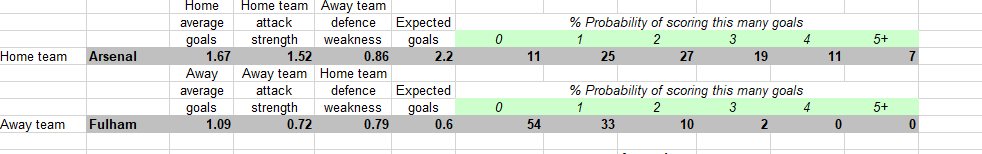 Home Home team Away team
average attack defence Expected % Probability of scoring this many goals
goals strength weakness goals 0 1 2 3 4 5+
Home team Arsenal 1.67 1.52 0.86 2.2 11 25 27 19 11 7
Away Away team Home team
average attack defence Expected % Probability of scoring this many goals
goals strength weakness goals 0 1 2 3 4 5+
Away team Fulham 1.09 0.72 0.79 0.6 54 33 10 2 0 0